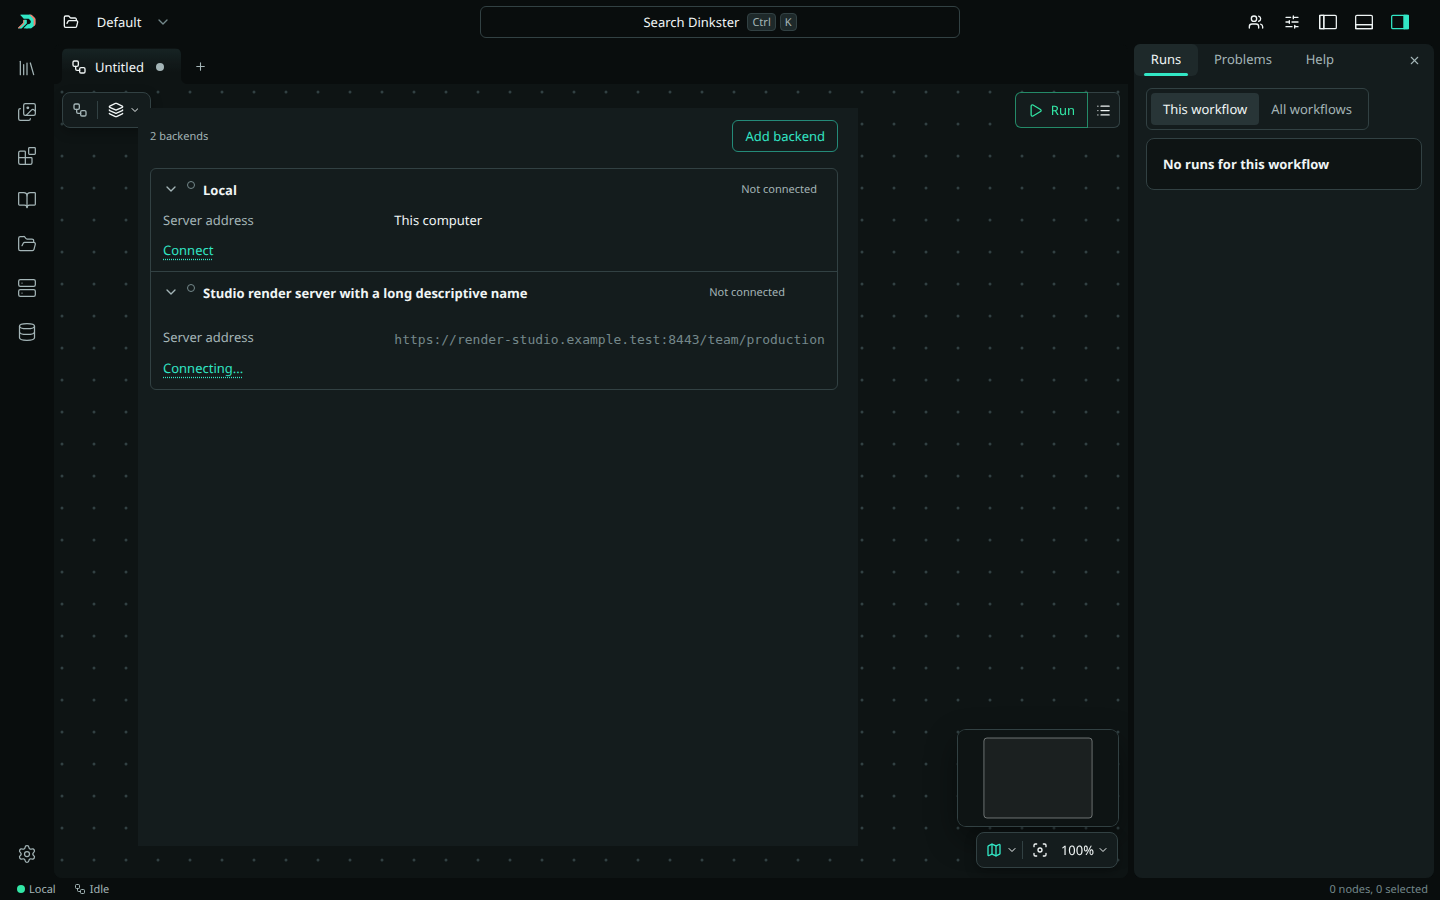 Default
Search Dinkster Ctrl K
Untitled
Run
2 backends
Add backend
Local
Not connected
Server address
This computer
Connect
Studio render server with a long descriptive name
Not connected
Server address
https://render-studio.example.test:8443/team/production
Connecting...
100%
Runs
Problems
Help
This workflow
All workflows
No runs for this workflow
Local
Idle
0 nodes, 0 selected